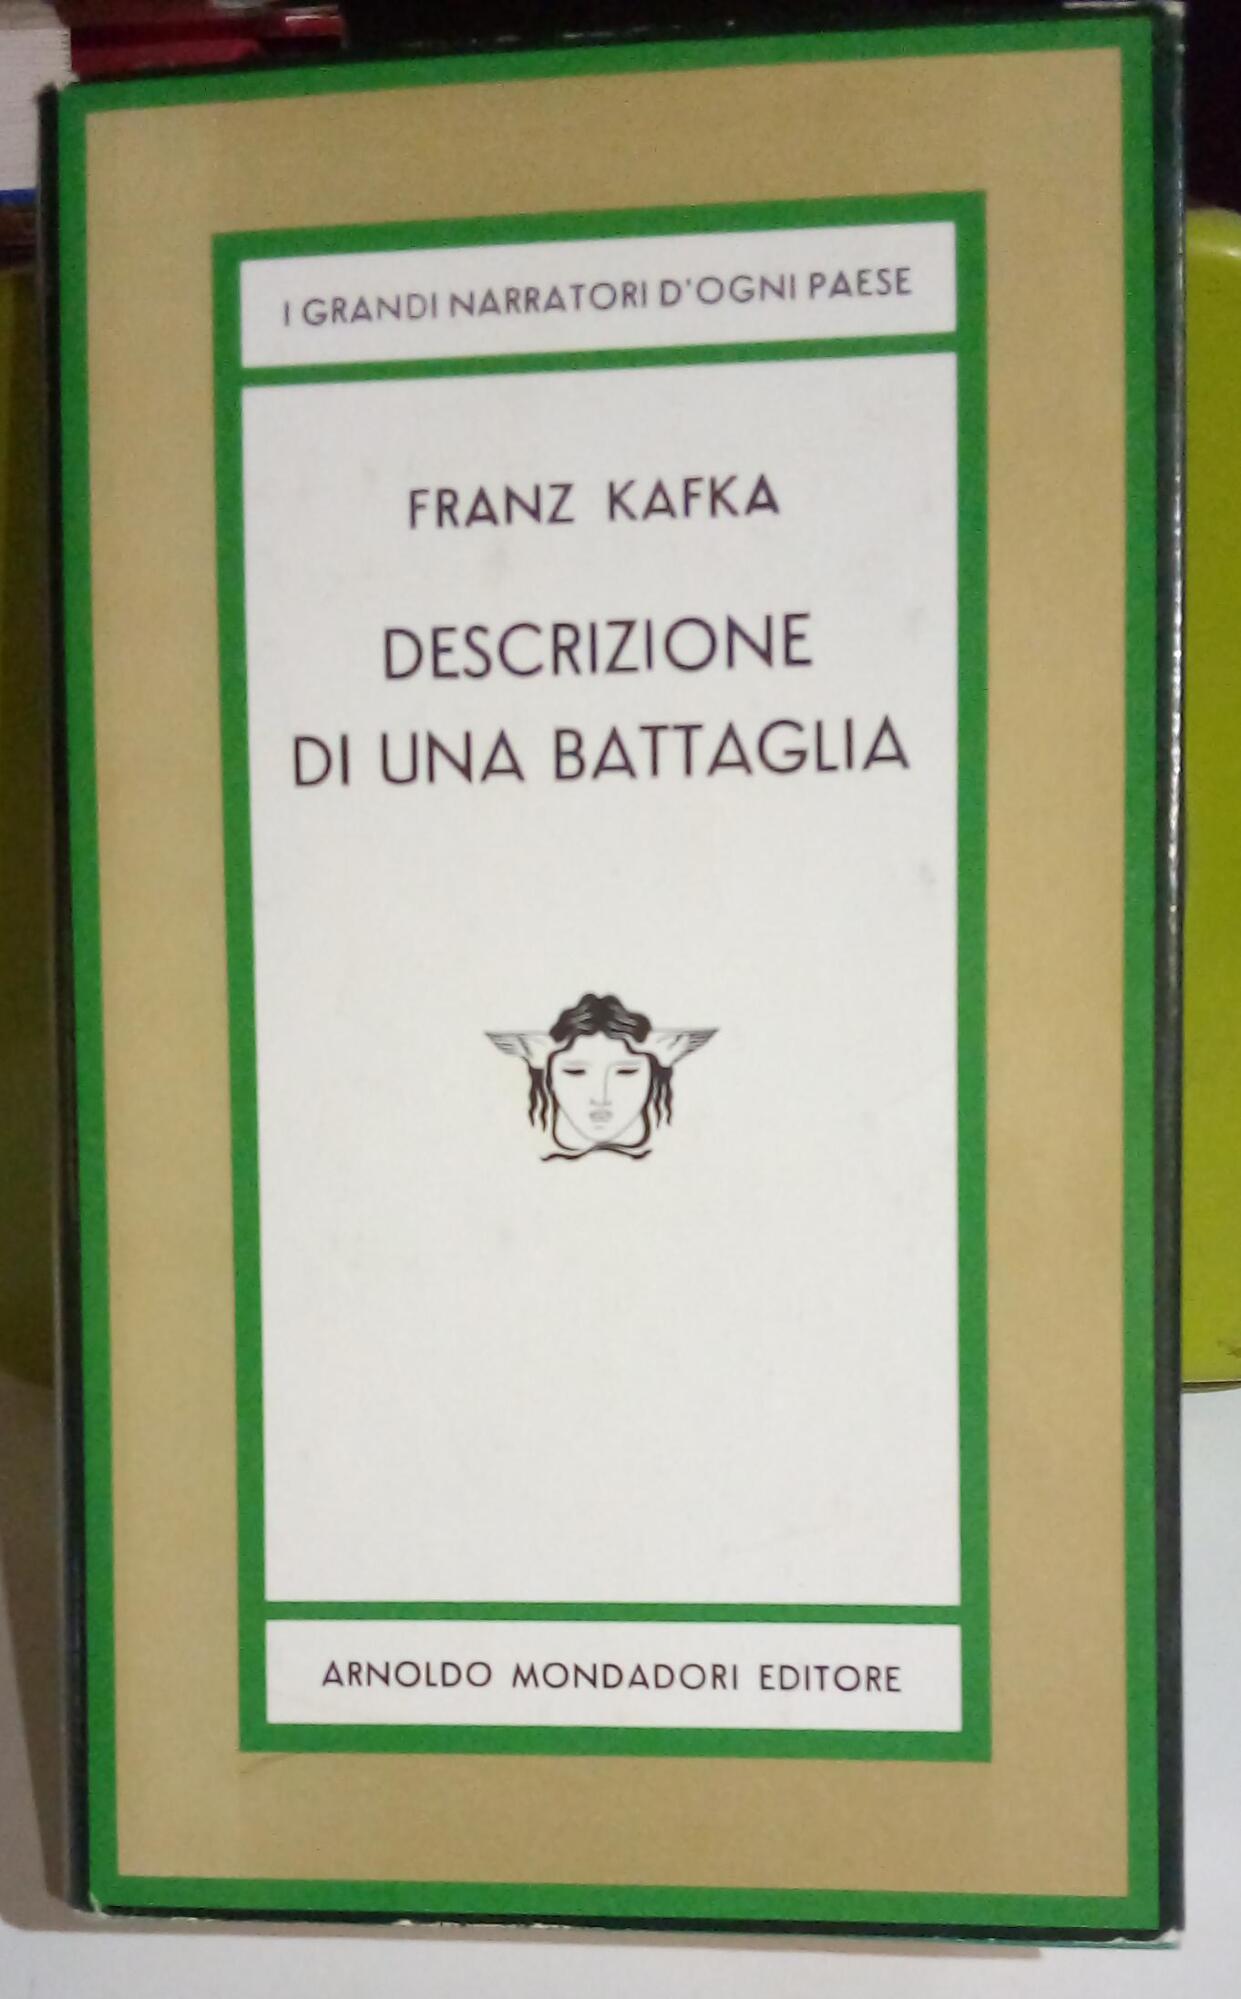 I GRANDI NARRATORI D'OGNI PAESE
FRANZ KAFKA
DESCRIZIONE
DI UNA BATTAGLIA
ARNOLDO MONDADORI EDITORE